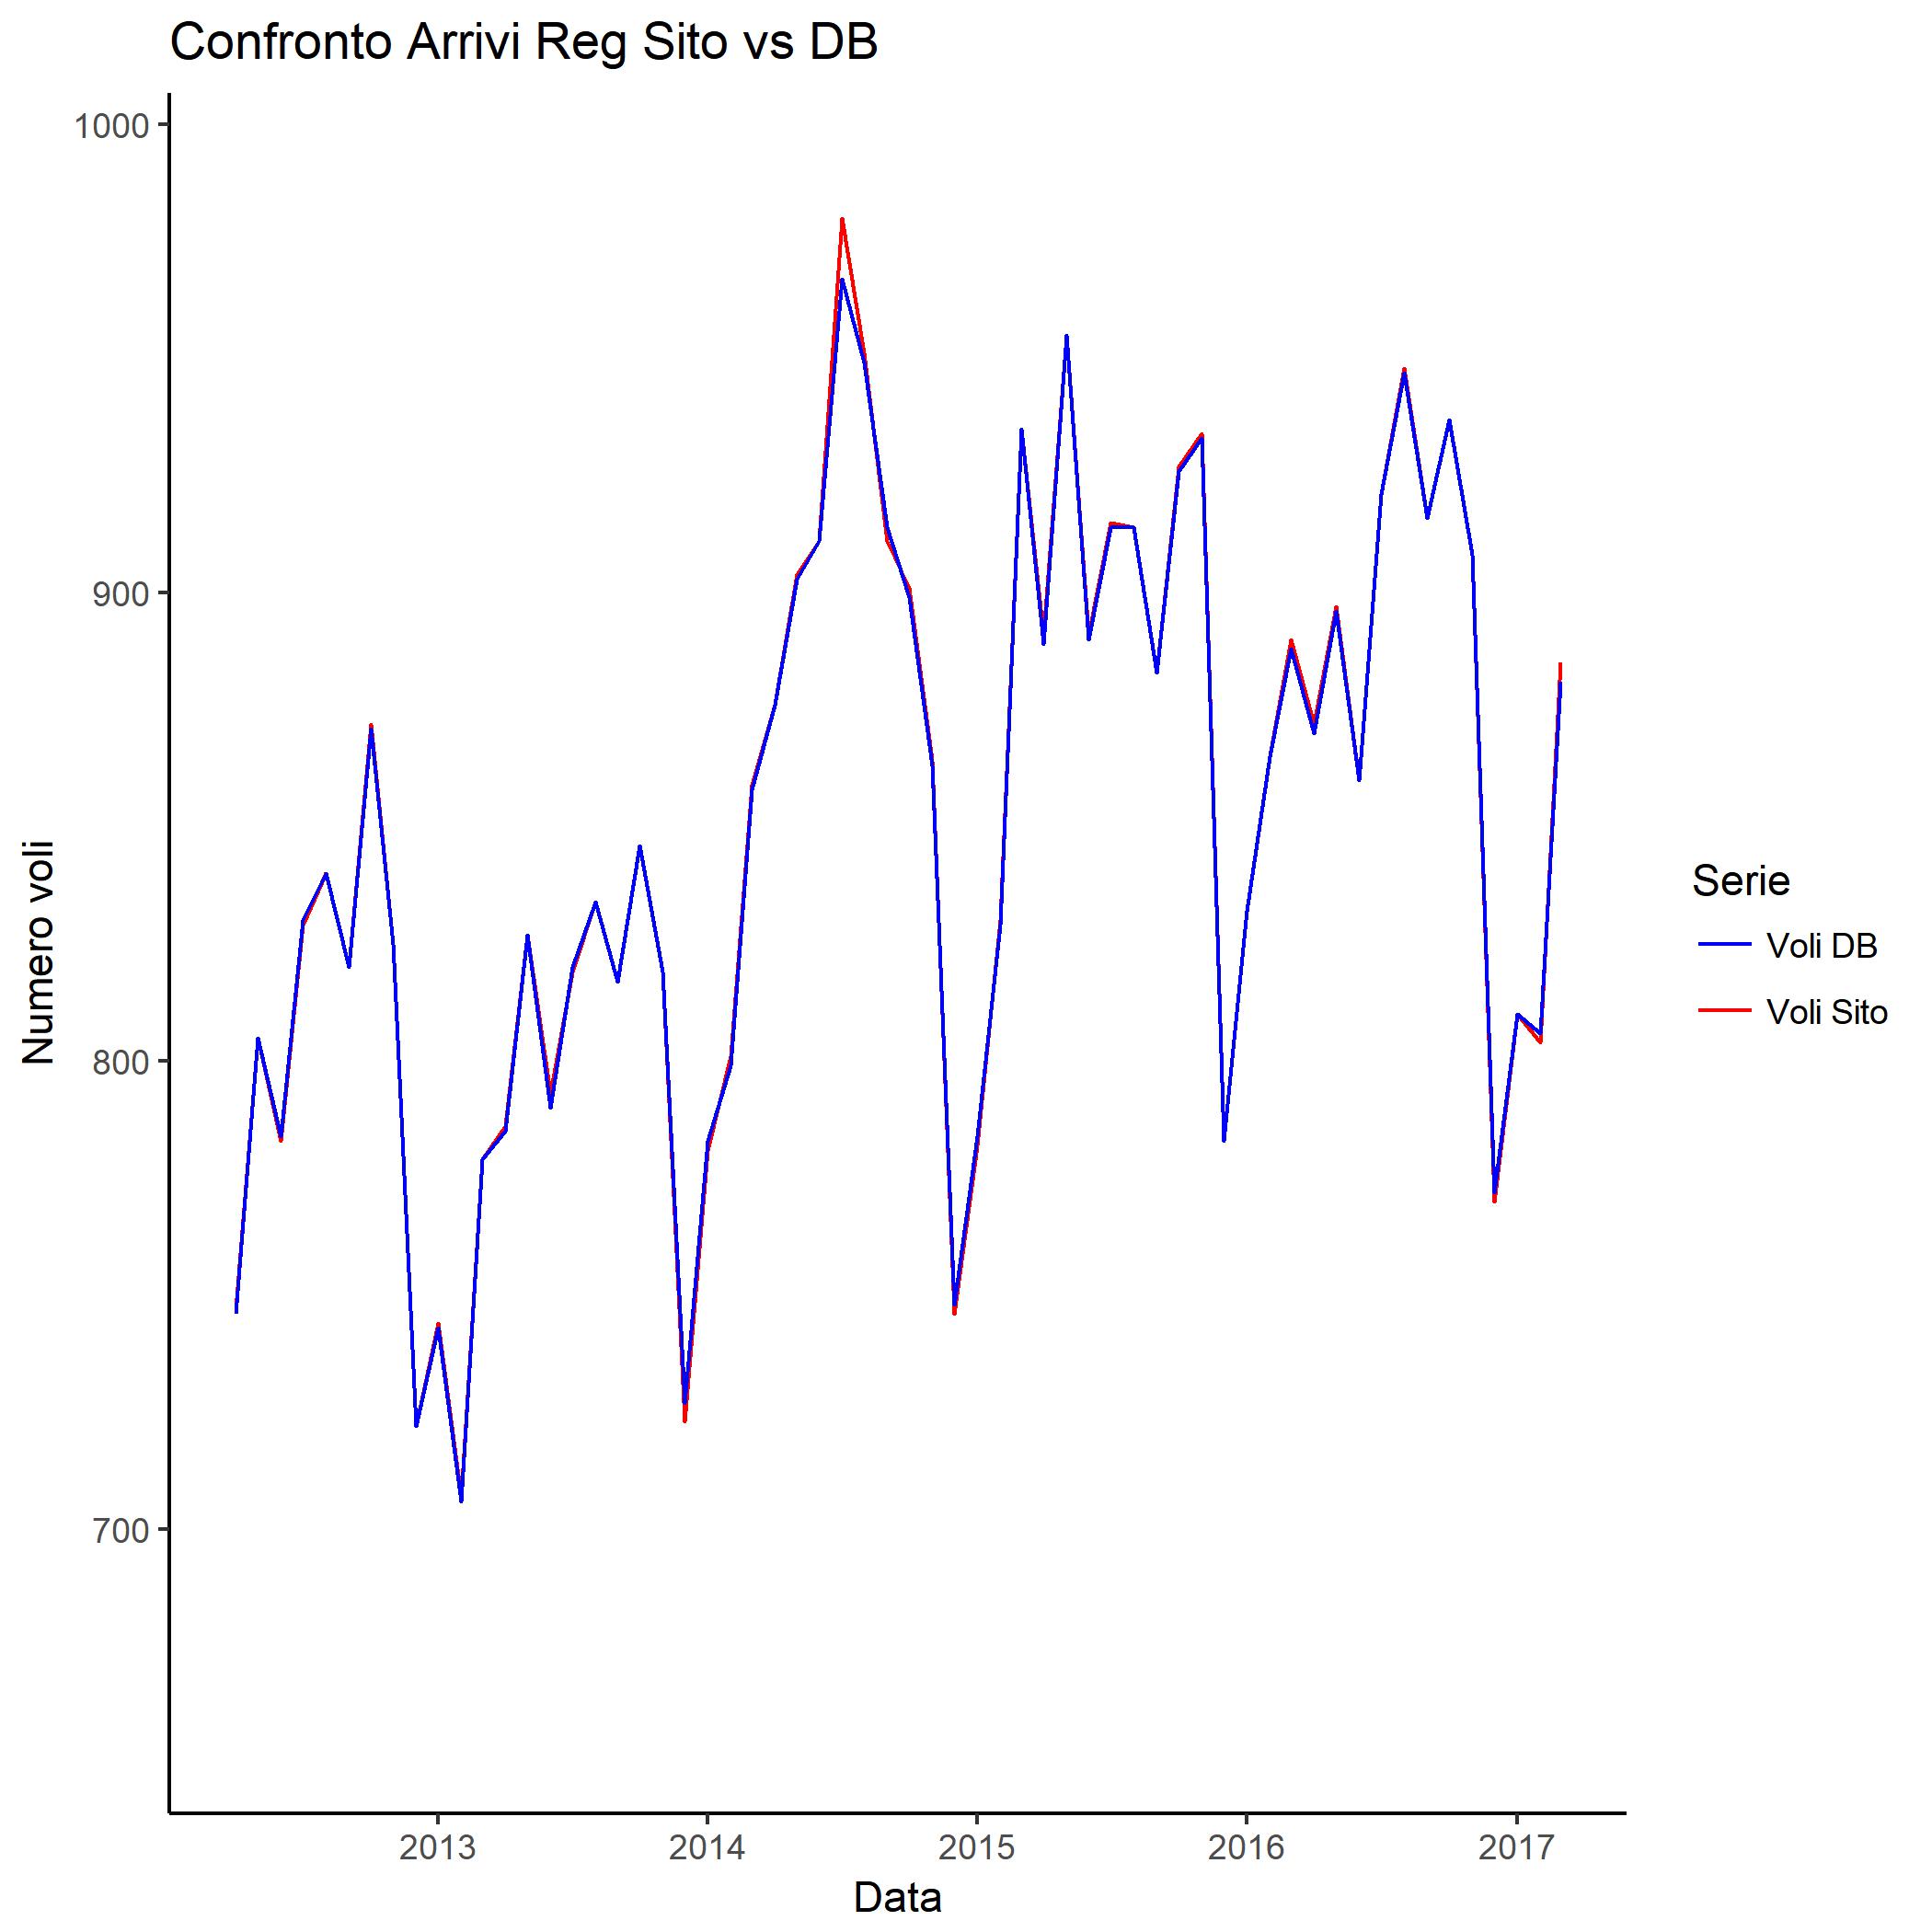 Confronto Arrivi Reg Sito vs DB
1000
900
800
700
Numero voli
2013 2014 2015 2016 2017
Data
Serie
Voli DB
Voli Sito